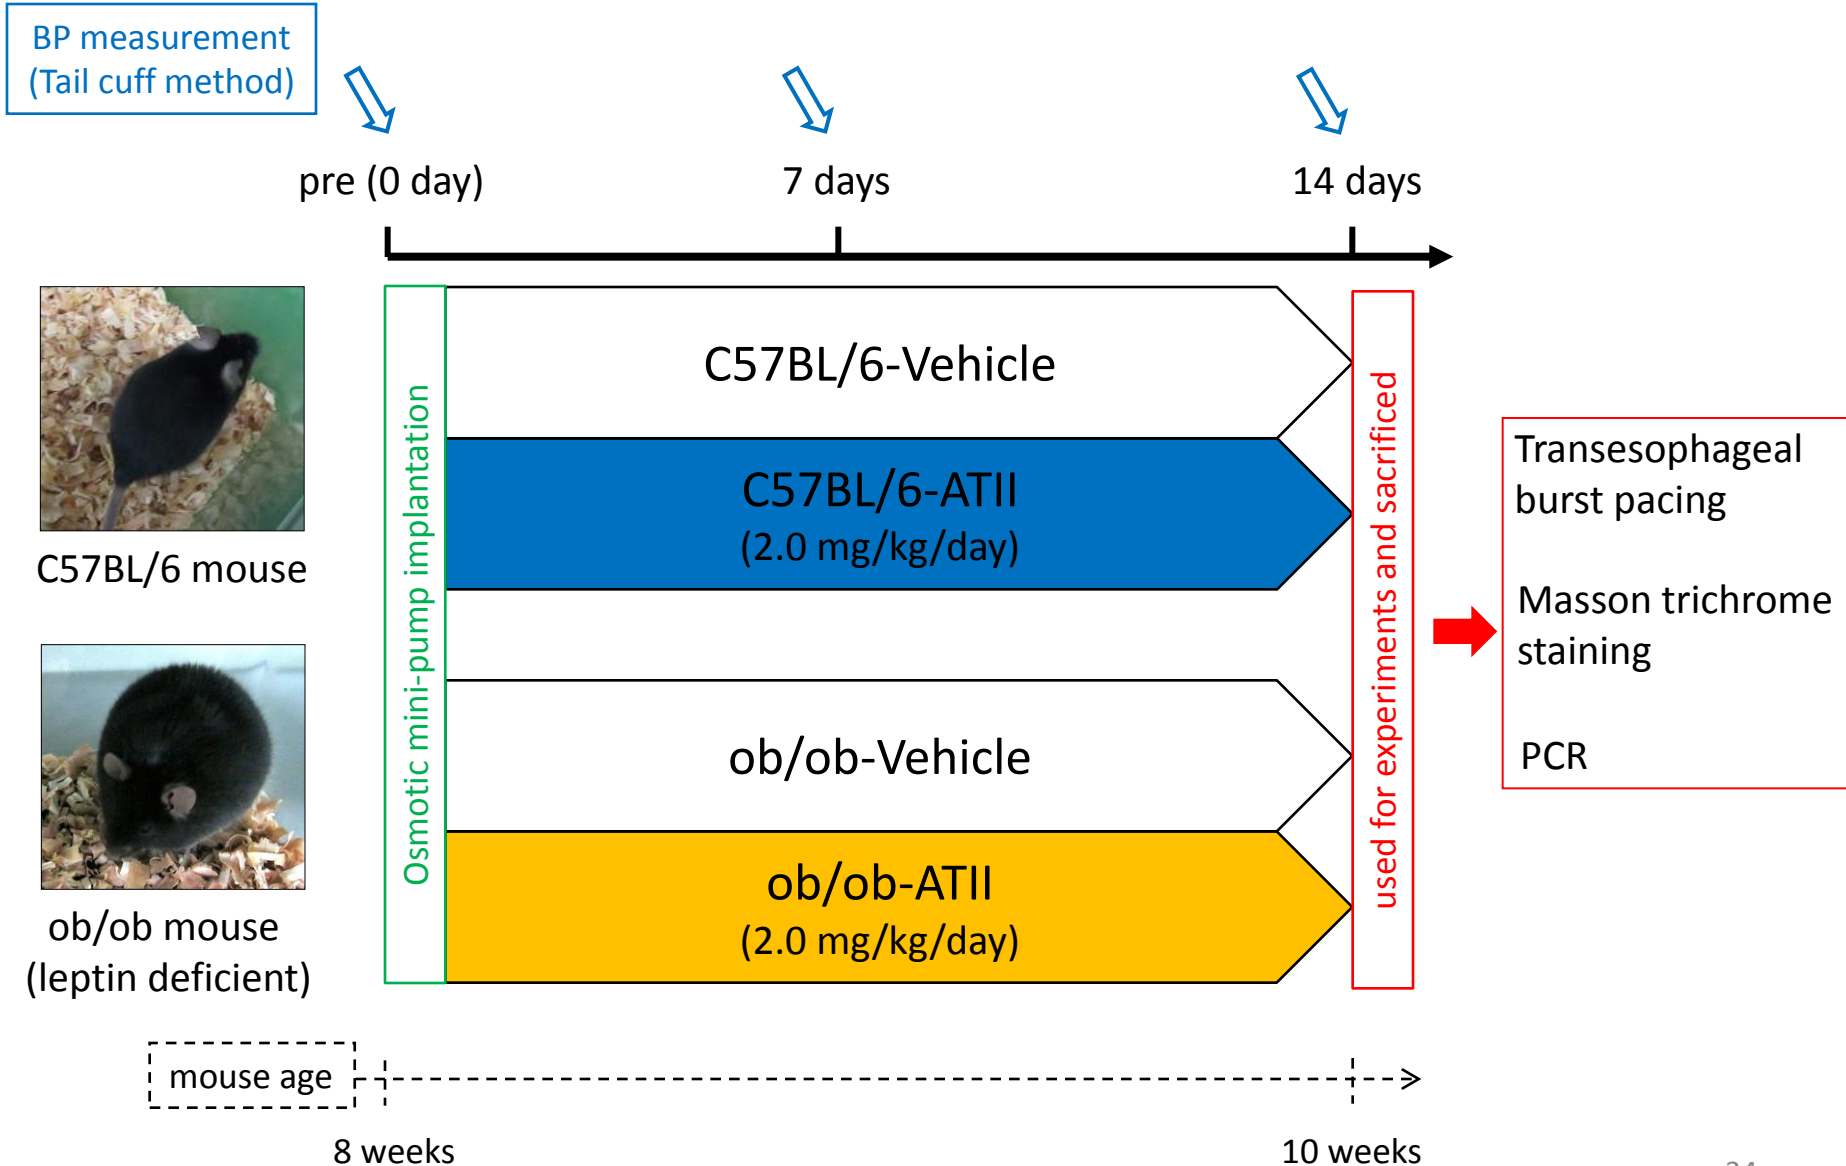 BP measurement
(Tail cuff method)
pre (0 day)
7 days
14 days
C57BL/6 mouse
ob/ob mouse
(leptin deficient)
Osmotic mini-pump implantation
C57BL/6-Vehicle
C57BL/6-ATII
(2.0 mg/kg/day)
ob/ob-Vehicle
ob/ob-ATII
(2.0 mg/kg/day)
used for experiments and sacrificed
Transesophageal
burst pacing
Masson trichrome
staining
PCR
mouse age
8 weeks
10 weeks